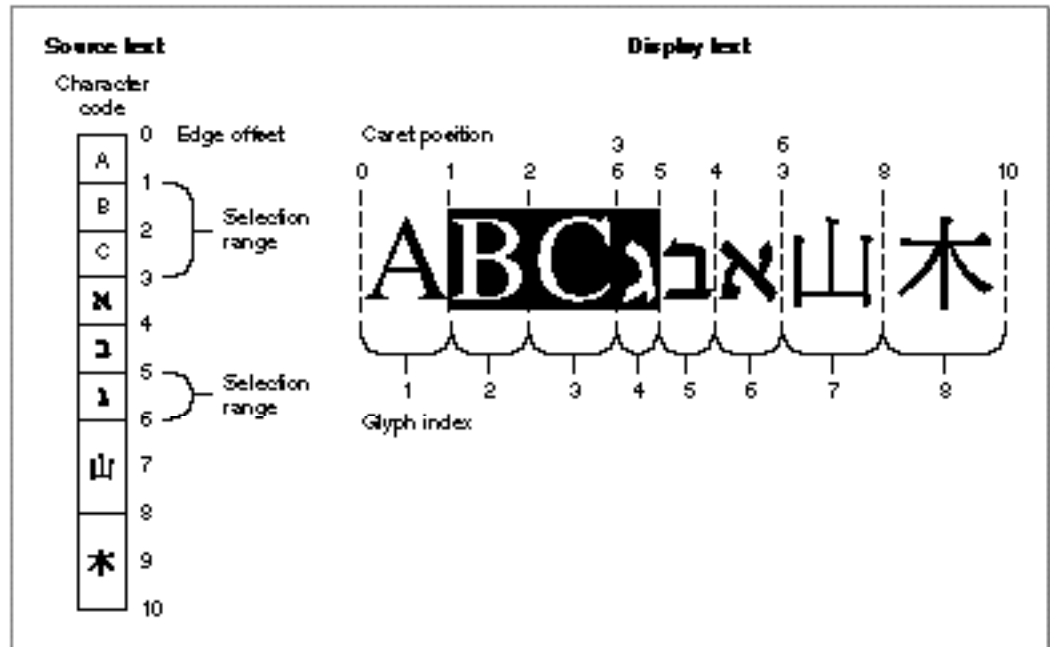 Source text
Display text
Character
code
0 Edge offset
A
1
B
2
Selection
range
C
3
א
4
ב
5
ג
Selection
range
6
山
7
8
木
9
10
Caret position
3 6
0 1 2 6 5 4 3 8 10
ABCגבא山木
1 2 3 4 5 6 7 8
Glyph index